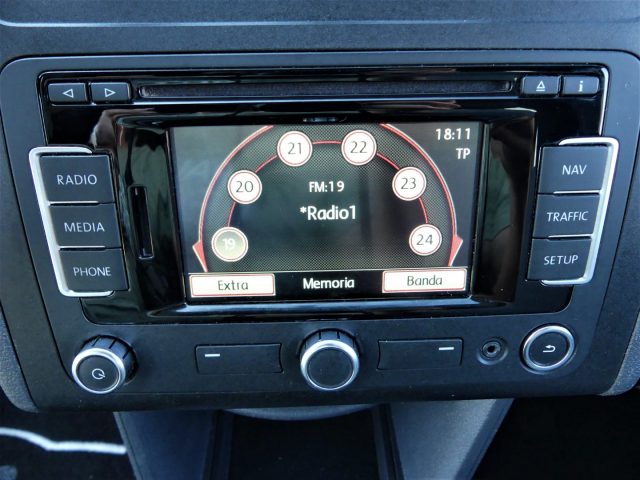 i
RADIO
MEDIA
PHONE
21
22
20
23
19
24
FM:19
*Radio1
18:11
TP
Extra
Memoria
Banda
NAV
TRAFFIC
SETUP